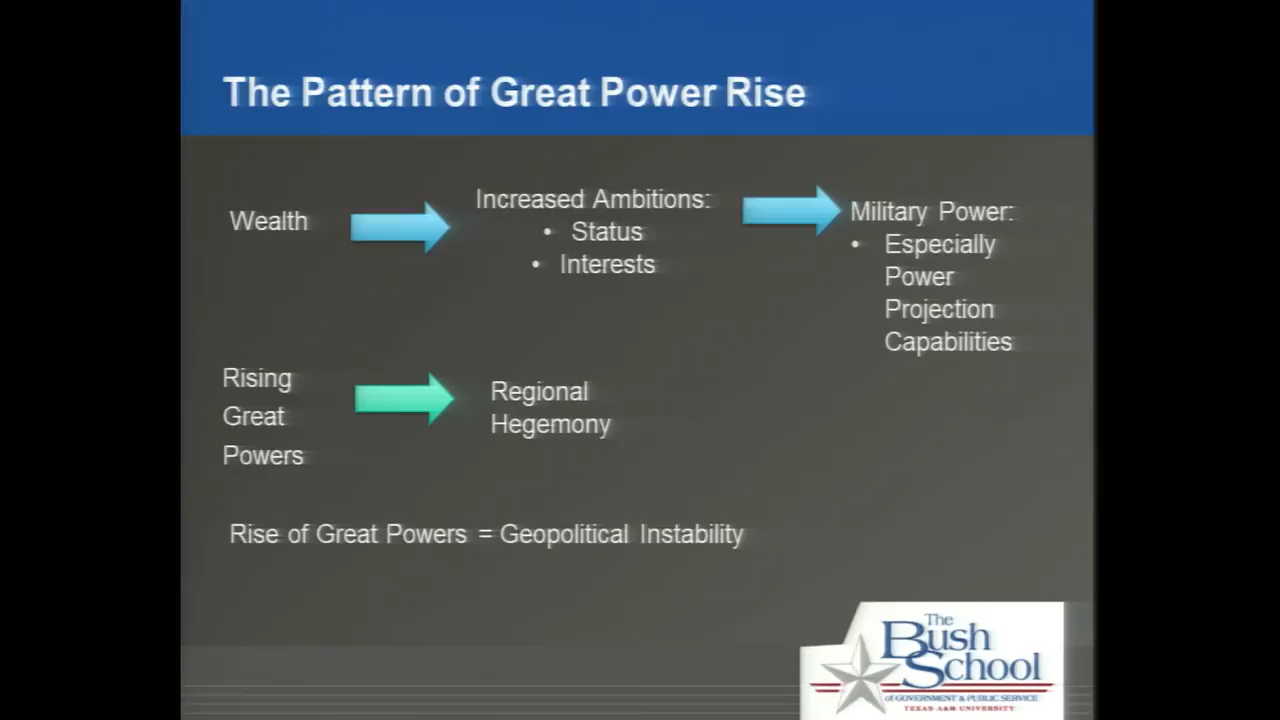 The Pattern of Great Power Rise
Wealth
Increased Ambitions:
• Status
• Interests
Military Power:
• Especially
Power
Projection
Capabilities
Rising
Great
Powers
Regional
Hegemony
Rise of Great Powers = Geopolitical Instability
The
Bush
School
of GOVERNMENT & PUBLIC SERVICE
TEXAS A&M UNIVERSITY